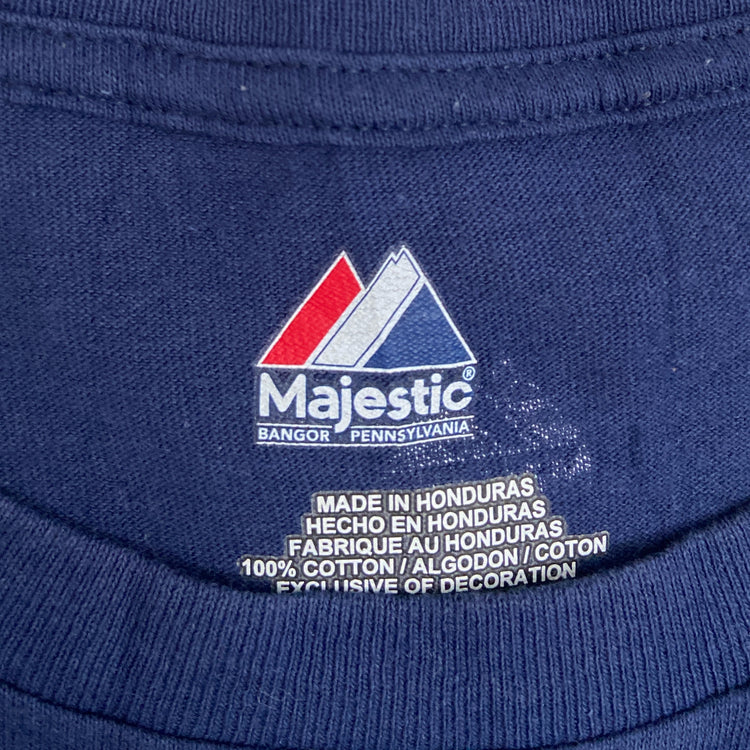 Majestic®
BANGOR PENNSYLVANIA
MADE IN HONDURAS
HECHO EN HONDURAS
FABRIQUE AU HONDURAS
100% COTTON / ALGODON / COTON
EXCLUSIVE OF DECORATION